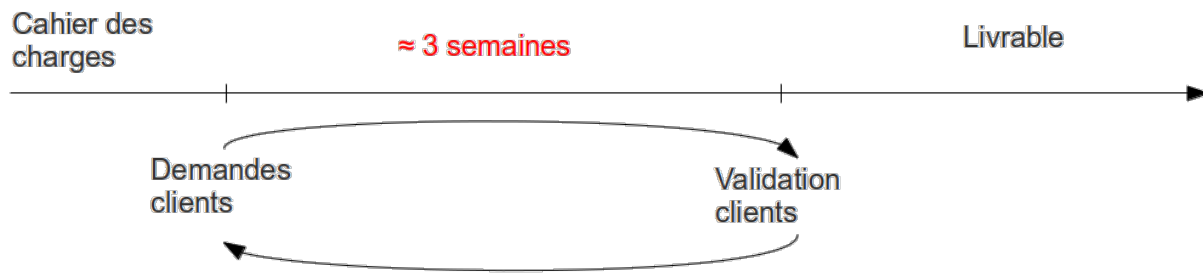 Cahier des
charges
≈ 3 semaines
Livrable
Demandes
clients
Validation
clients